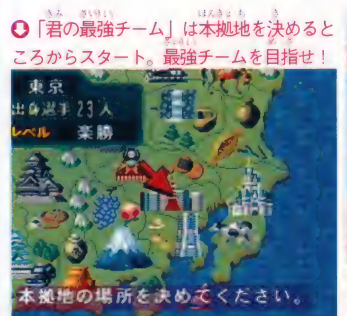 「君の最強チーム」は本拠地を決めると
ころからスタート。最強チームを目指せ！
東京
出身選手23人
レベル 楽勝
本拠地の場所を決めてください。